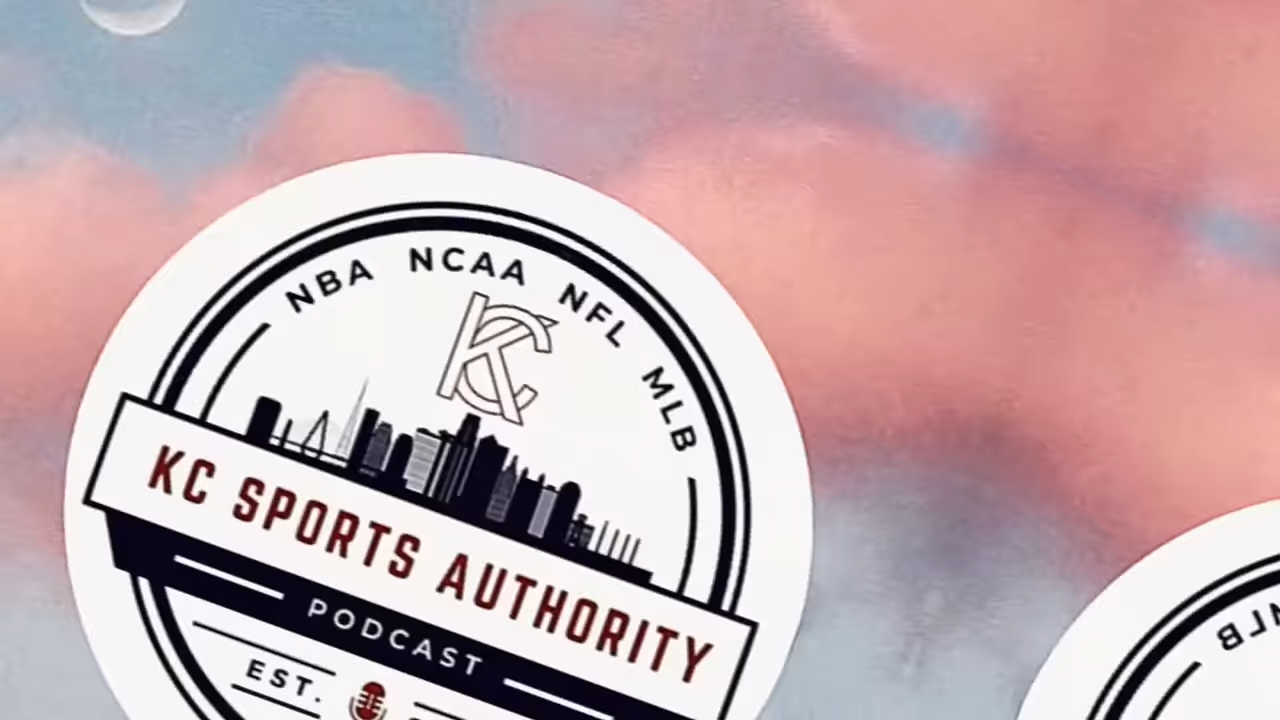 NBA NCAA NFL MLB
KC
KC SPORTS AUTHORITY
PODCAST
EST.
MLB